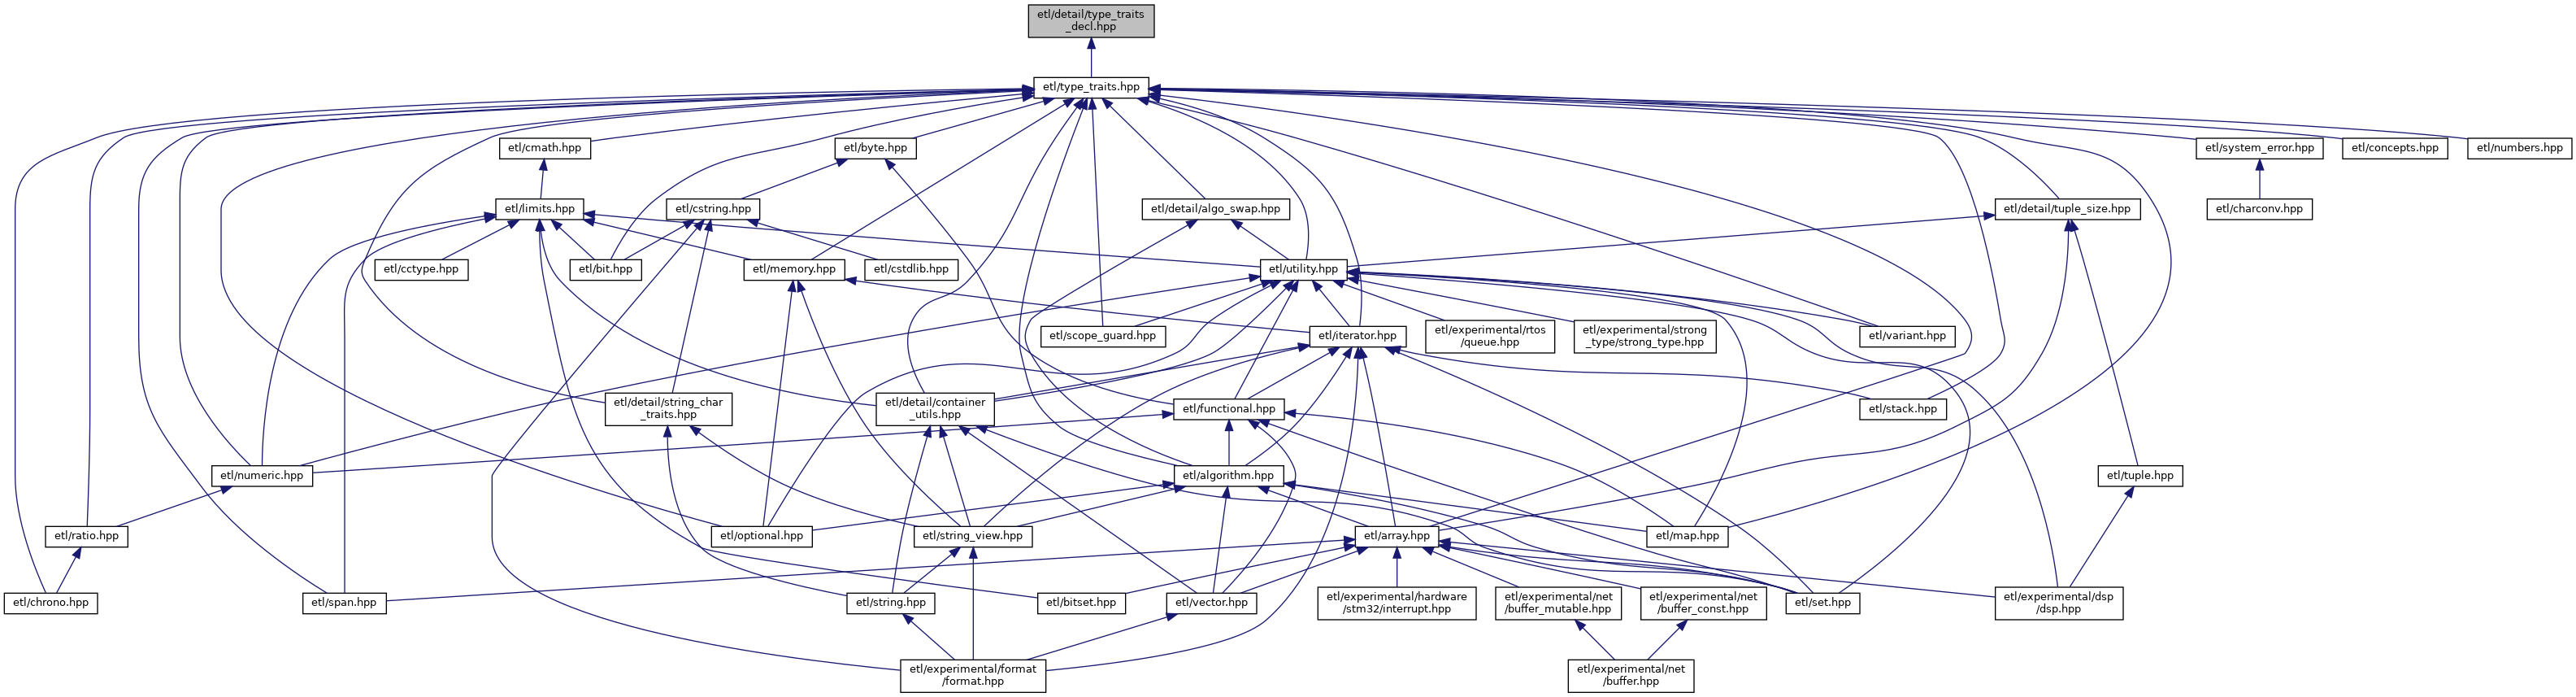 etl/detail/type_traits
_decl.hpp
etl/type_traits.hpp
etl/cmath.hpp
etl/byte.hpp
etl/system_error.hpp
etl/concepts.hpp
etl/numbers.hpp
etl/limits.hpp
etl/cstring.hpp
etl/detail/algo_swap.hpp
etl/detail/tuple_size.hpp
etl/charconv.hpp
etl/cctype.hpp
etl/bit.hpp
etl/memory.hpp
etl/cstdlib.hpp
etl/utility.hpp
etl/scope_guard.hpp
etl/iterator.hpp
etl/experimental/rtos
/queue.hpp
etl/experimental/strong
_type/strong_type.hpp
etl/variant.hpp
etl/detail/string_char
_traits.hpp
etl/detail/container
_utils.hpp
etl/functional.hpp
etl/stack.hpp
etl/numeric.hpp
etl/algorithm.hpp
etl/tuple.hpp
etl/ratio.hpp
etl/optional.hpp
etl/string_view.hpp
etl/array.hpp
etl/map.hpp
etl/chrono.hpp
etl/span.hpp
etl/string.hpp
etl/bitset.hpp
etl/vector.hpp
etl/experimental/hardware
/stm32/interrupt.hpp
etl/experimental/net
/buffer_mutable.hpp
etl/experimental/net
/buffer_const.hpp
etl/set.hpp
etl/experimental/dsp
/dsp.hpp
etl/experimental/format
/format.hpp
etl/experimental/net
/buffer.hpp